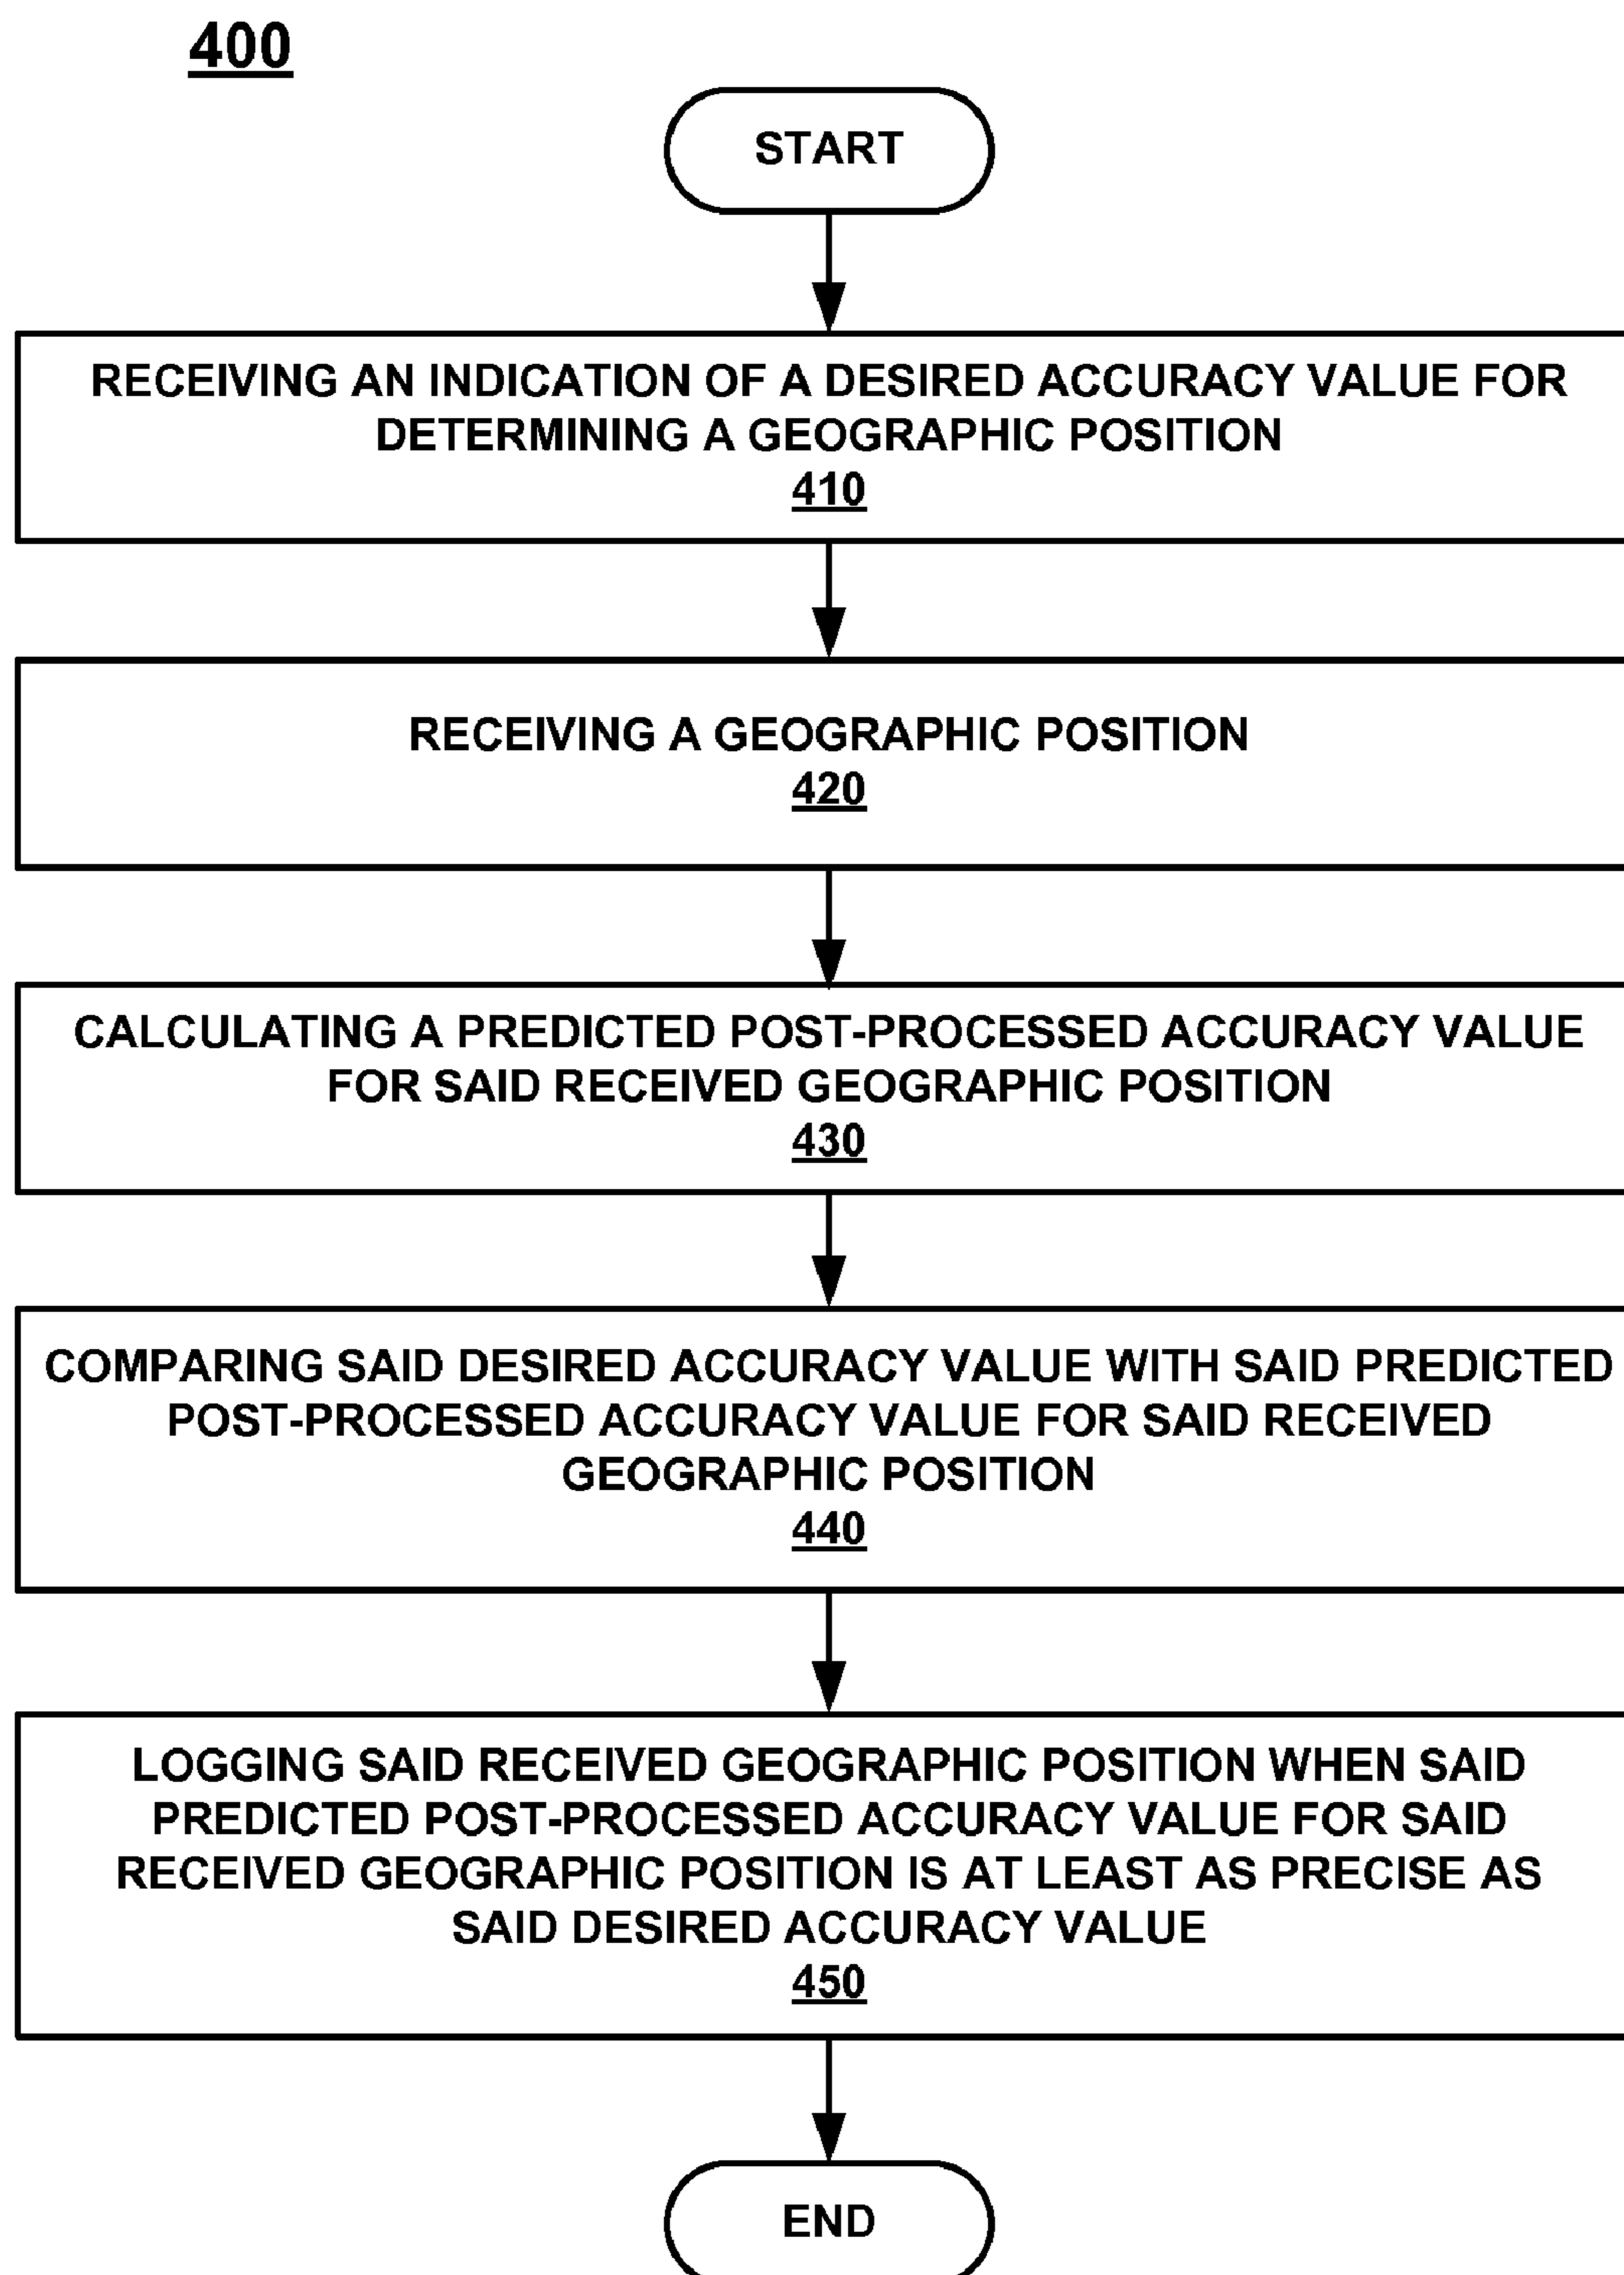 400
START
RECEIVING AN INDICATION OF A DESIRED ACCURACY VALUE FOR
DETERMINING A GEOGRAPHIC POSITION
410
RECEIVING A GEOGRAPHIC POSITION
420
CALCULATING A PREDICTED POST-PROCESSED ACCURACY VALUE
FOR SAID RECEIVED GEOGRAPHIC POSITION
430
COMPARING SAID DESIRED ACCURACY VALUE WITH SAID PREDICTED
POST-PROCESSED ACCURACY VALUE FOR SAID RECEIVED
GEOGRAPHIC POSITION
440
LOGGING SAID RECEIVED GEOGRAPHIC POSITION WHEN SAID
PREDICTED POST-PROCESSED ACCURACY VALUE FOR SAID
RECEIVED GEOGRAPHIC POSITION IS AT LEAST AS PRECISE AS
SAID DESIRED ACCURACY VALUE
450
END